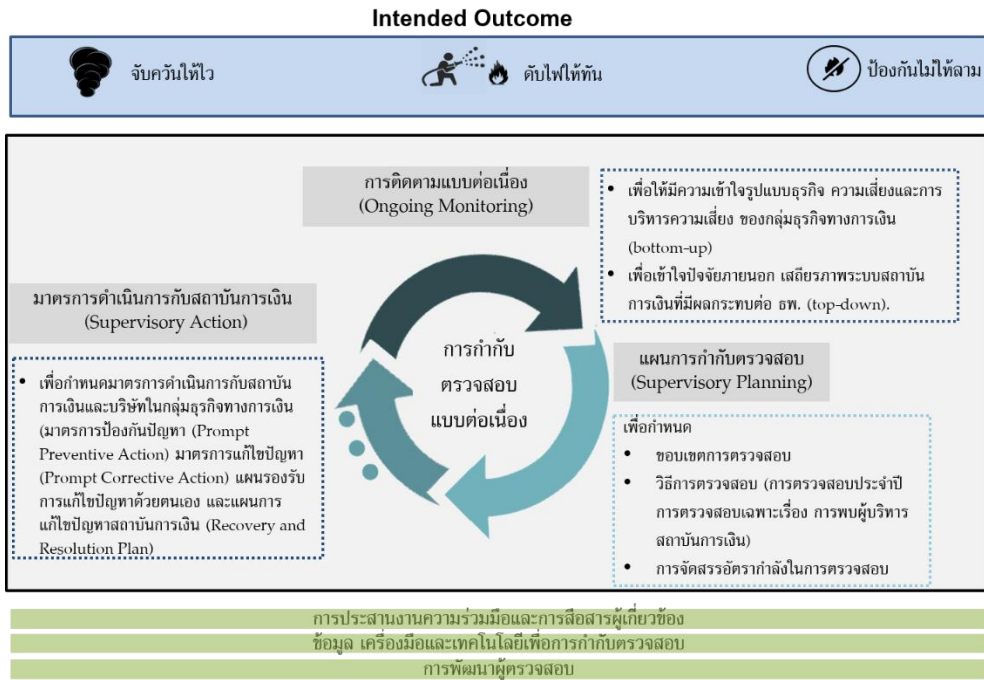 Intended Outcome
จับควันให้ไว
ดับไฟให้ทัน
ป้องกันไม่ให้ลาม
การติดตามแบบต่อเนื่อง
(Ongoing Monitoring)
• เพื่อให้มีความเข้าใจรูปแบบธุรกิจ ความเสี่ยงและการ
บริหารความเสี่ยง ของกลุ่มธุรกิจทางการเงิน
(bottom-up)
• เพื่อเข้าใจปัจจัยภายนอก เสถียรภาพระบบสถาบัน
การเงินที่มีผลกระทบต่อ ธพ. (top-down).
มาตรการดำเนินการกับสถาบันการเงิน
(Supervisory Action)
• เพื่อกำหนดมาตรการดำเนินการกับสถาบัน
การเงินและบริษัทในกลุ่มธุรกิจทางการเงิน
(มาตรการป้องกันปัญหา (Prompt
Preventive Action) มาตรการแก้ไขปัญหา
(Prompt Corrective Action) แผนรองรับ
การแก้ไขปัญหาด้วยตนเอง และแผนการ
แก้ไขปัญหาสถาบันการเงิน (Recovery and
Resolution Plan)
การกำกับ
ตรวจสอบ
แบบต่อเนื่อง
แผนการกำกับตรวจสอบ
(Supervisory Planning)
เพื่อกำหนด
• ขอบเขตการตรวจสอบ
• วิธีการตรวจสอบ (การตรวจสอบประจำปี
การตรวจสอบเฉพาะเรื่อง การพบผู้บริหาร
สถาบันการเงิน)
• การจัดสรรอัตรากำลังในการตรวจสอบ
การประสานงานความร่วมมือและการสื่อสารผู้เกี่ยวข้อง
ข้อมูล เครื่องมือและเทคโนโลยีเพื่อการกำกับตรวจสอบ
การพัฒนาผู้ตรวจสอบ